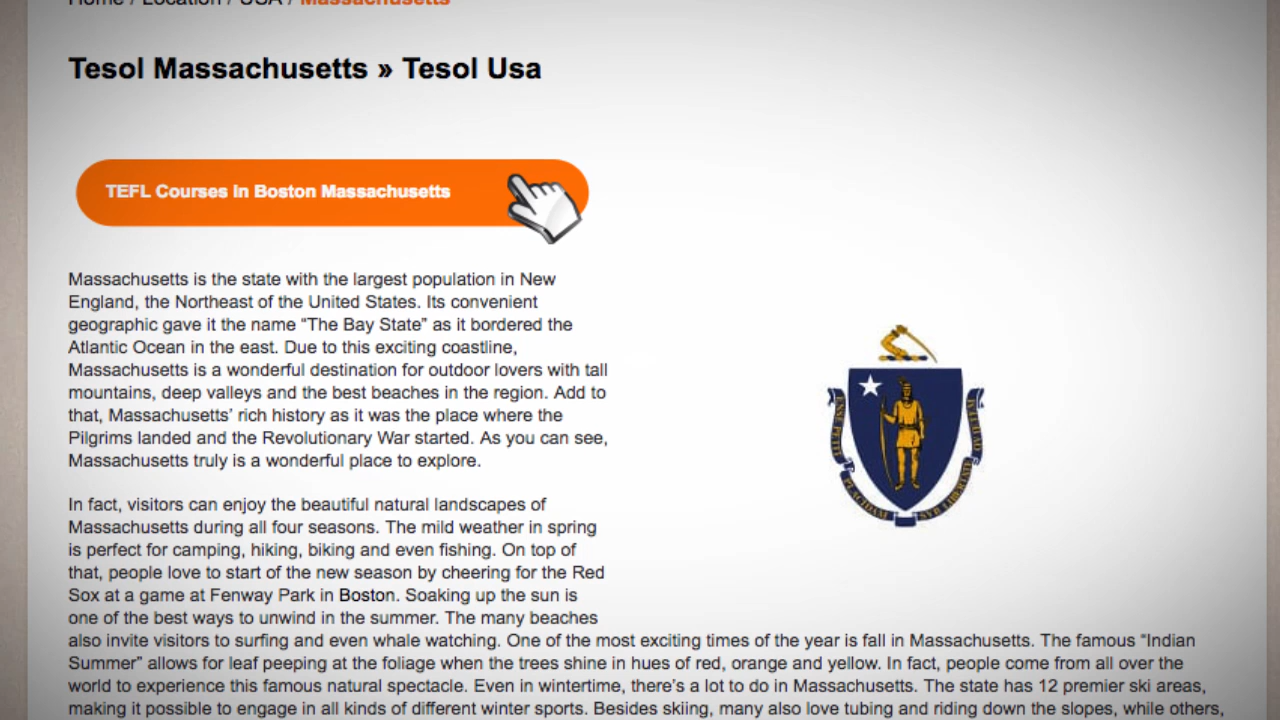 Home / Location / USA / Massachusetts
Tesol Massachusetts » Tesol Usa
TEFL Courses In Boston Massachusetts
Massachusetts is the state with the largest population in New
England, the Northeast of the United States. Its convenient
geographic gave it the name “The Bay State” as it bordered the
Atlantic Ocean in the east. Due to this exciting coastline,
Massachusetts is a wonderful destination for outdoor lovers with tall
mountains, deep valleys and the best beaches in the region. Add to
that, Massachusetts’ rich history as it was the place where the
Pilgrims landed and the Revolutionary War started. As you can see,
Massachusetts truly is a wonderful place to explore.
In fact, visitors can enjoy the beautiful natural landscapes of
Massachusetts during all four seasons. The mild weather in spring
is perfect for camping, hiking, biking and even fishing. On top of
that, people love to start of the new season by cheering for the Red
Sox at a game at Fenway Park in Boston. Soaking up the sun is
one of the best ways to unwind in the summer. The many beaches
also invite visitors to surfing and even whale watching. One of the most exciting times of the year is fall in Massachusetts. The famous “Indian
Summer” allows for leaf peeping at the foliage when the trees shine in hues of red, orange and yellow. In fact, people come from all over the
world to experience this famous natural spectacle. Even in wintertime, there’s a lot to do in Massachusetts. The state has 12 premier ski areas,
making it possible to engage in all kinds of different winter sports. Besides skiing, many also love tubing and riding down the slopes, while others,